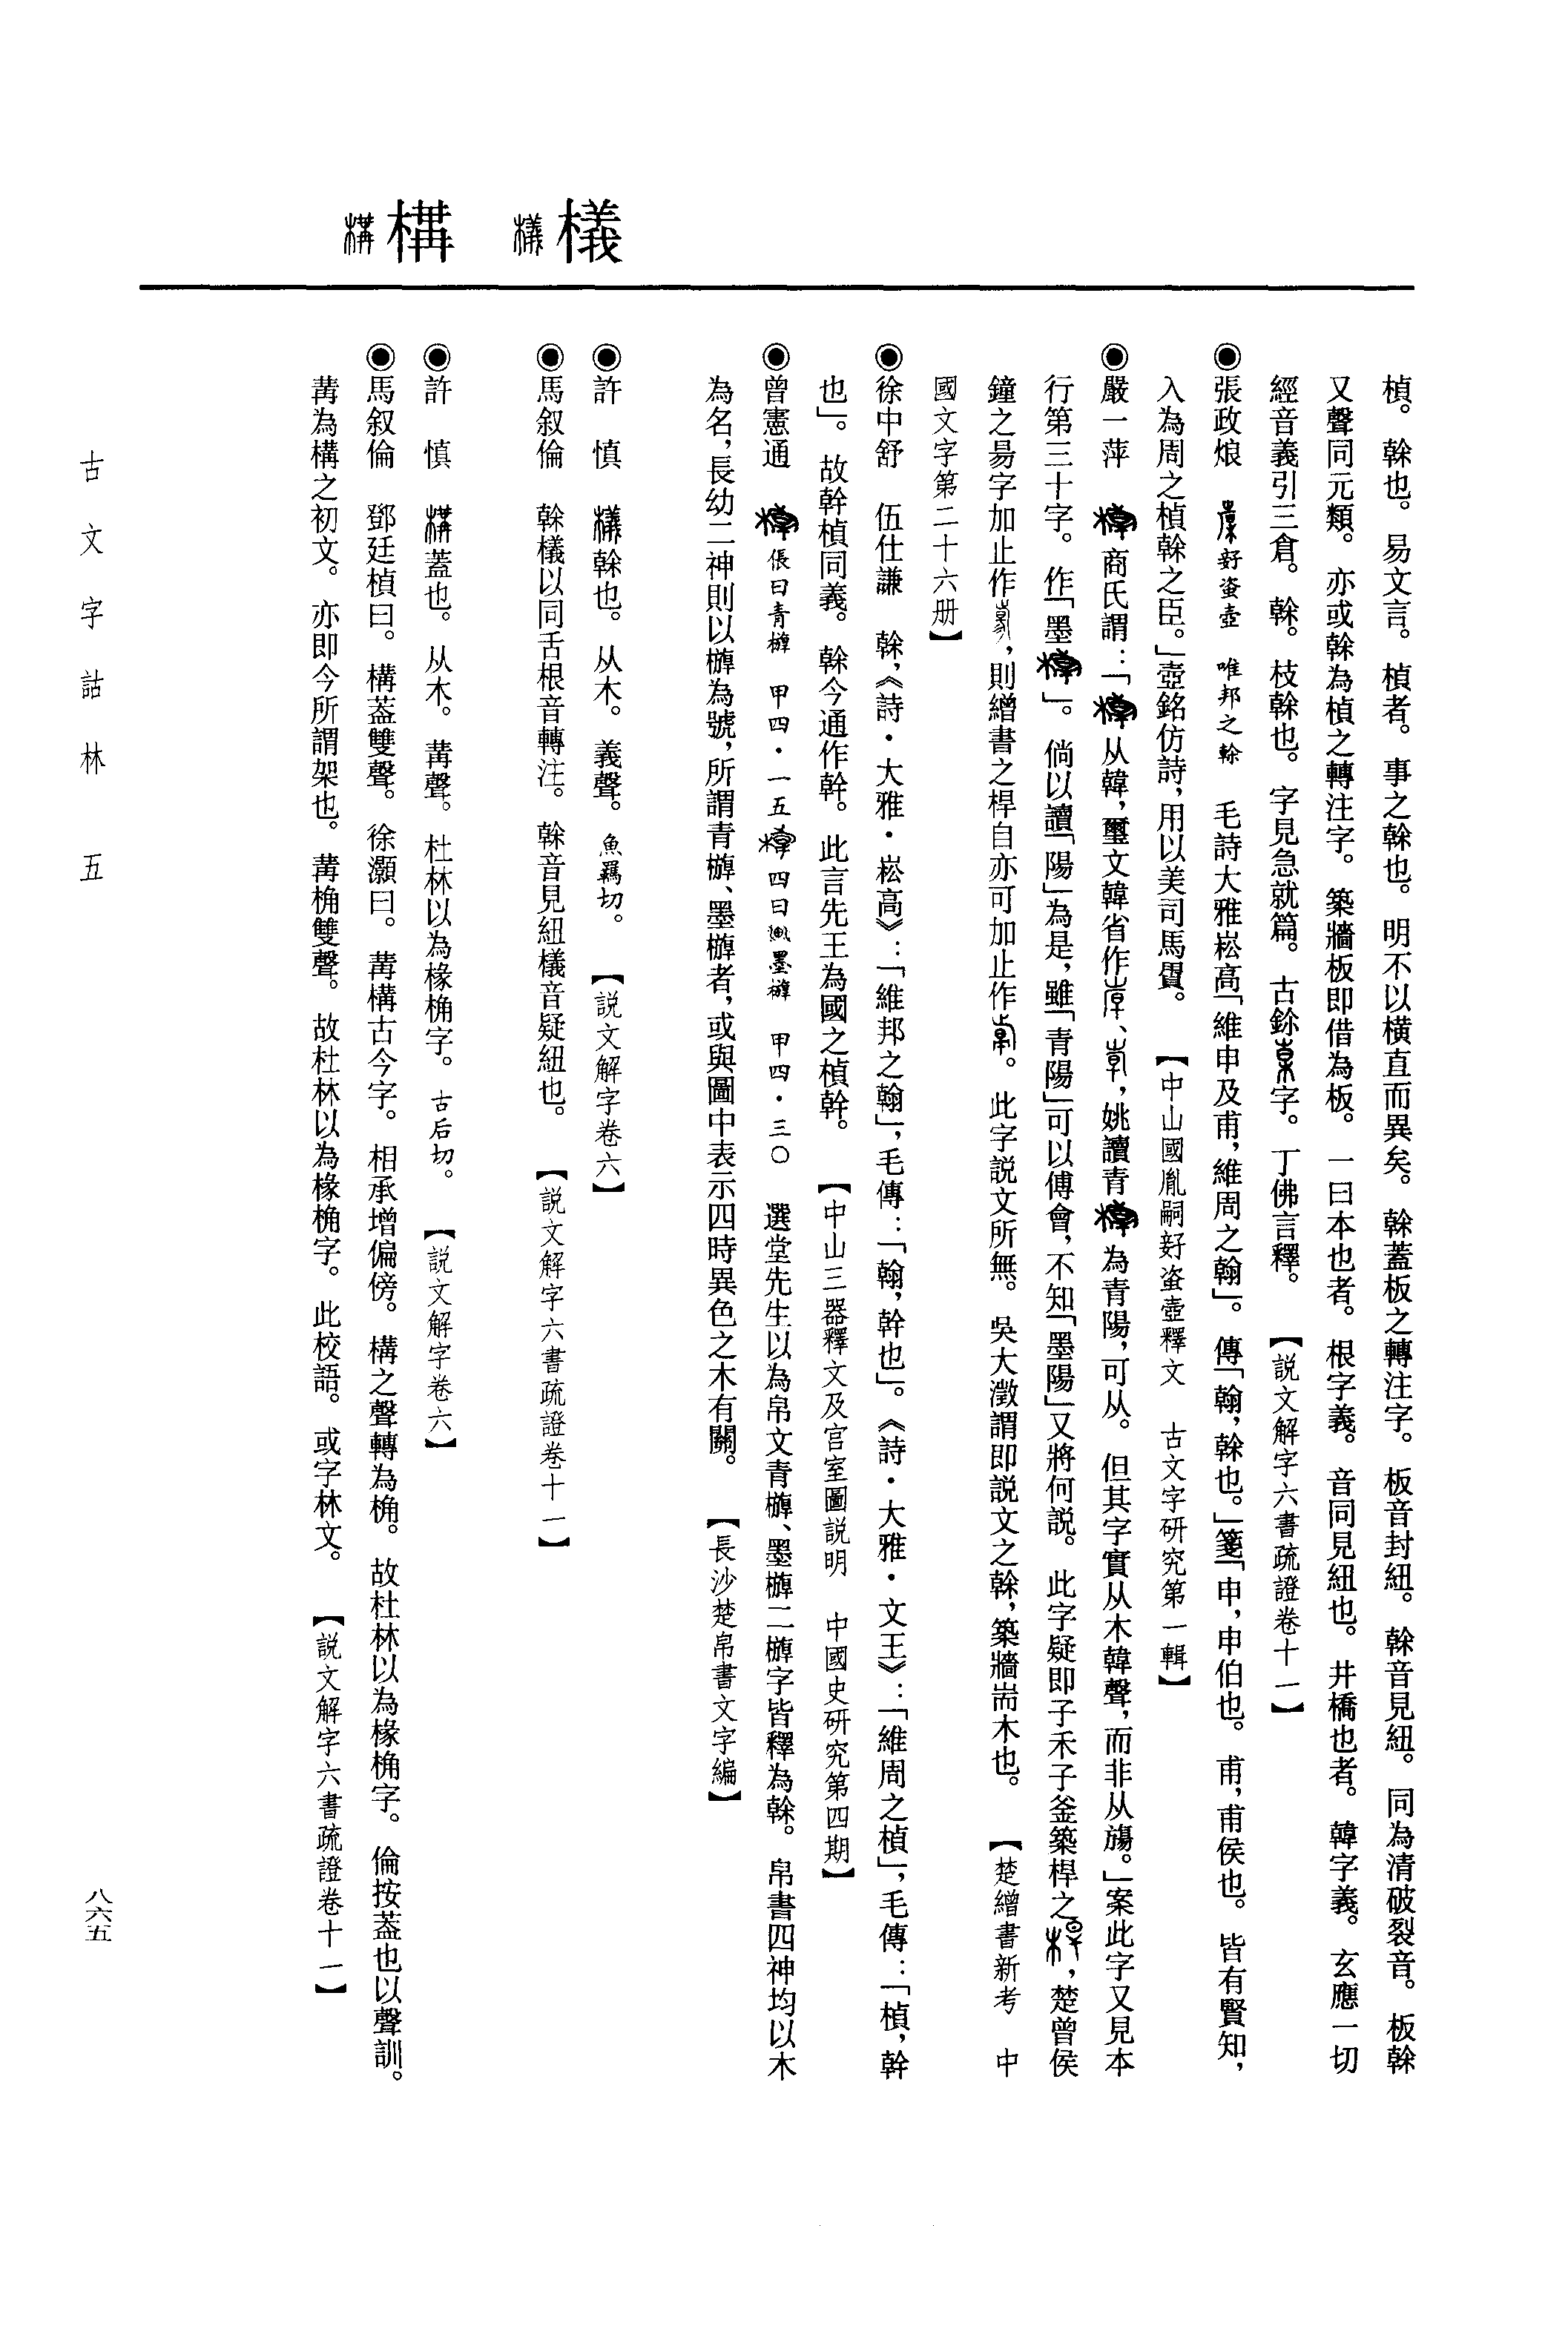 檥
構
楨。榦也。易文言。楨者。事之榦也。明不以橫直而異矣。榦蓋板之轉注字。板音封紐。榦音見紐。同為清破裂音。板榦
又聲同元類。亦或榦為楨之轉注字。築牆板即借為板。一曰本也者。根字義。音同見紐也。井橋也者。韓字義。玄應一切
經音義引三倉。榦。枝榦也。字見急就篇。古鉨字。丁佛言釋。【説文解字六書疏證卷十一】
◉張政烺 𧊒壺 唯邦之榦 毛詩大雅崧高「維申及甫,維周之翰」。傳「翰,榦也。」箋「申,申伯也。甫,甫侯也。皆有賢知,
入為周之楨榦之臣。」壺銘仿詩,用以美司馬賙。【中山國胤嗣𧊒壺釋文 古文字研究第一輯】
◉嚴一萍 商氏謂:「从韓,璽文韓省作、,姚讀青為青陽,可从。但其字實从木韓聲,而非从㫃。」案此字又見本
行第三十字。作「墨」。倘以讀「陽」為是,雖「青陽」可以傅會,不知「墨陽」又將何説。此字疑即子禾子釜築桿之,楚曾侯
鐘之昜字加止作,則繒書之桿自亦可加止作。此字説文所無。吳大澂謂即説文之榦,築牆耑木也。【楚繒書新考 中
國文字第二十六册】
◉徐中舒 伍仕謙 榦,《詩·大雅·崧高》:「維邦之翰」,毛傳:「翰,幹也」。《詩·大雅·文王》:「維周之楨」,毛傳:「楨,幹
也」。故幹楨同義。榦今通作幹。此言先王為國之楨幹。【中山三器釋文及宫室圖説明 中國史研究第四期】
◉曾憲通 倀曰青 甲四·一五 四曰墨 甲四·三〇 選堂先生以為帛文青、墨二字皆釋為榦。帛書四神均以木
為名,長幼二神則以為號,所謂青、墨者,或與圖中表示四時異色之木有關。【長沙楚帛書文字編】
◉許 慎 榦也。从木。義聲。魚羈切。【説文解字卷六】
◉馬叙倫 榦檥以同舌根音轉注。榦音見紐檥音疑紐也。【説文解字六書疏證卷十一】
◉許 慎 蓋也。从木。冓聲。杜林以為椽桷字。古后切。【説文解字卷六】
◉馬叙倫 鄧廷楨曰。構葢雙聲。徐灝曰。冓構古今字。相承增偏傍。構之聲轉為桷。故杜林以為椽桷字。倫按葢也以聲訓。
冓為構之初文。亦即今所謂架也。冓桷雙聲。故杜林以為椽桷字。此校語。或字林文。【説文解字六書疏證卷十一】
古文字詁林 五
八六五